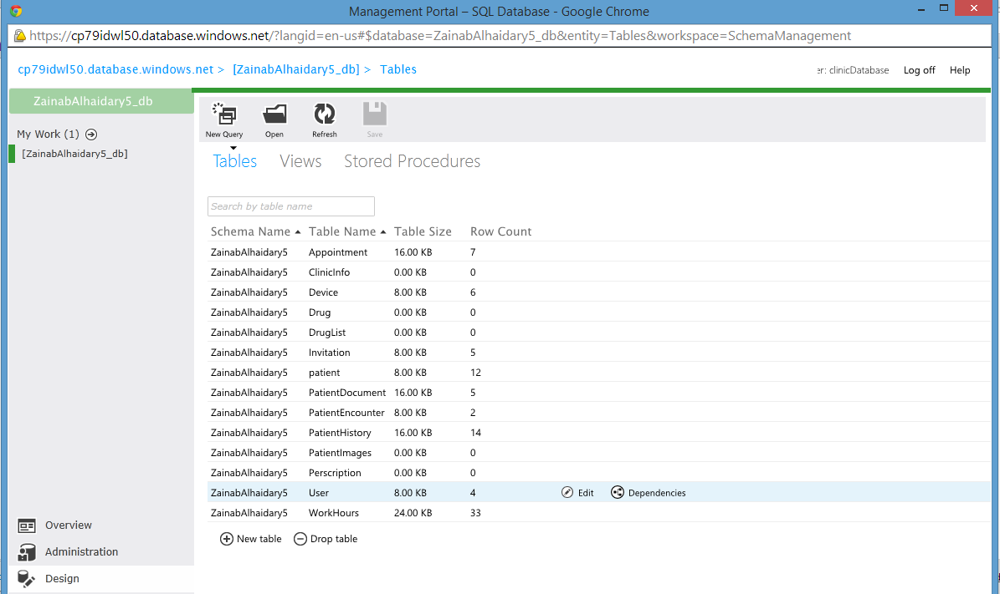 Management Portal – SQL Database - Google Chrome
https://cp79idwl50.database.windows.net/?langid=en-us#$database=ZainabAlhaidary5_db&entity=Tables&workspace=SchemaManagement
cp79idwl50.database.windows.net > [ZainabAlhaidary5_db] > Tables
er: clinicDatabase Log off Help
ZainabAlhaidary5_db
My Work (1)
[ZainabAlhaidary5_db]
New Query Open Refresh Save
Tables Views Stored Procedures
Search by table name
Schema Name Table Name Table Size Row Count
ZainabAlhaidary5 Appointment 16.00 KB 7
ZainabAlhaidary5 ClinicInfo 0.00 KB 0
ZainabAlhaidary5 Device 8.00 KB 6
ZainabAlhaidary5 Drug 0.00 KB 0
ZainabAlhaidary5 DrugList 0.00 KB 0
ZainabAlhaidary5 Invitation 8.00 KB 5
ZainabAlhaidary5 patient 8.00 KB 12
ZainabAlhaidary5 PatientDocument 16.00 KB 5
ZainabAlhaidary5 PatientEncounter 8.00 KB 2
ZainabAlhaidary5 PatientHistory 16.00 KB 14
ZainabAlhaidary5 PatientImages 0.00 KB 0
ZainabAlhaidary5 Perscription 0.00 KB 0
ZainabAlhaidary5 User 8.00 KB 4 Edit Dependencies
ZainabAlhaidary5 WorkHours 24.00 KB 33
New table Drop table
Overview
Administration
Design